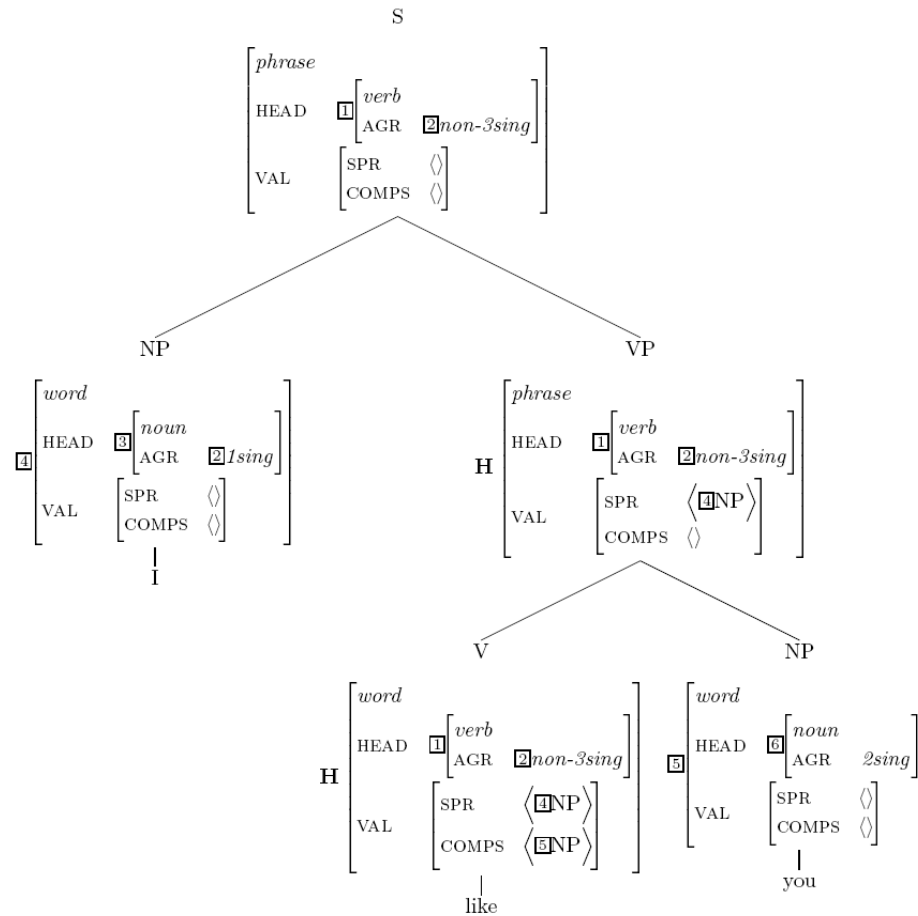 S
phrase
HEAD 1 verb
AGR 2 non-3sing
VAL SPR ⟨⟩
COMPS ⟨⟩
NP
4 word
HEAD 3 noun
AGR 2 1sing
VAL SPR ⟨⟩
COMPS ⟨⟩
I
VP
H phrase
HEAD 1 verb
AGR 2 non-3sing
VAL SPR ⟨4 NP⟩
COMPS ⟨⟩
V
H word
HEAD 1 verb
AGR 2 non-3sing
VAL SPR ⟨4 NP⟩
COMPS ⟨5 NP⟩
like
NP
5 word
HEAD 6 noun
AGR 2sing
VAL SPR ⟨⟩
COMPS ⟨⟩
you